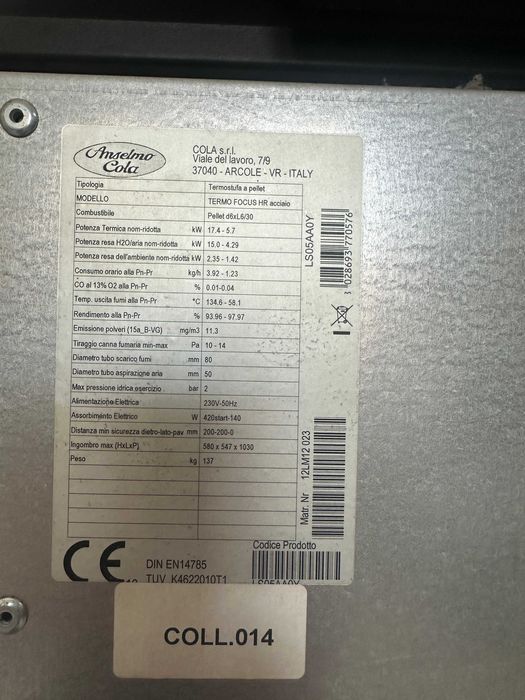 Anselmo
Cola
COLA s.r.l.
Viale del lavoro, 7/9
37040 - ARCOLE - VR - ITALY
Tipologia Termostufa a pellet
MODELLO TERMO FOCUS HR acciaio
Combustibile Pellet d6xL6/30
Potenza Termica nom-ridotta kW 17.4 - 5.7
Potenza resa H2O/aria nom-ridotta kW 15.0 - 4.29
Potenza resa dell'ambiente nom-ridotta kW 2.35 - 1.42
Consumo orario alla Pn-Pr kg/h 3.92 - 1.23
CO al 13% O2 alla Pn-Pr % 0.01-0.04
Temp. uscita fumi alla Pn-Pr °C 134.6 - 58.1
Rendimento alla Pn-Pr % 93.96 - 97.97
Emissione polveri (15a_B-VG) mg/m3 11.3
Tiraggio canna fumaria min-max Pa 10 - 14
Diametro tubo scarico fumi mm 80
Diametro tubo aspirazione aria mm 50
Max pressione idrica esercizio bar 2
Alimentazione Elettrica 230V-50Hz
Assorbimento Elettrico W 420start-140
Distanza min sicurezza dietro-lato-pav mm 200-200-0
Ingombro max (HxLxP) 580 x 547 x 1030
Peso kg 137
LS05AA0Y
3 028693 770576
Matr. Nr 12LM12 023
CE
DIN EN14785
TUV K4622010T1
Codice Prodotto
LS05AA0Y
COLL.014